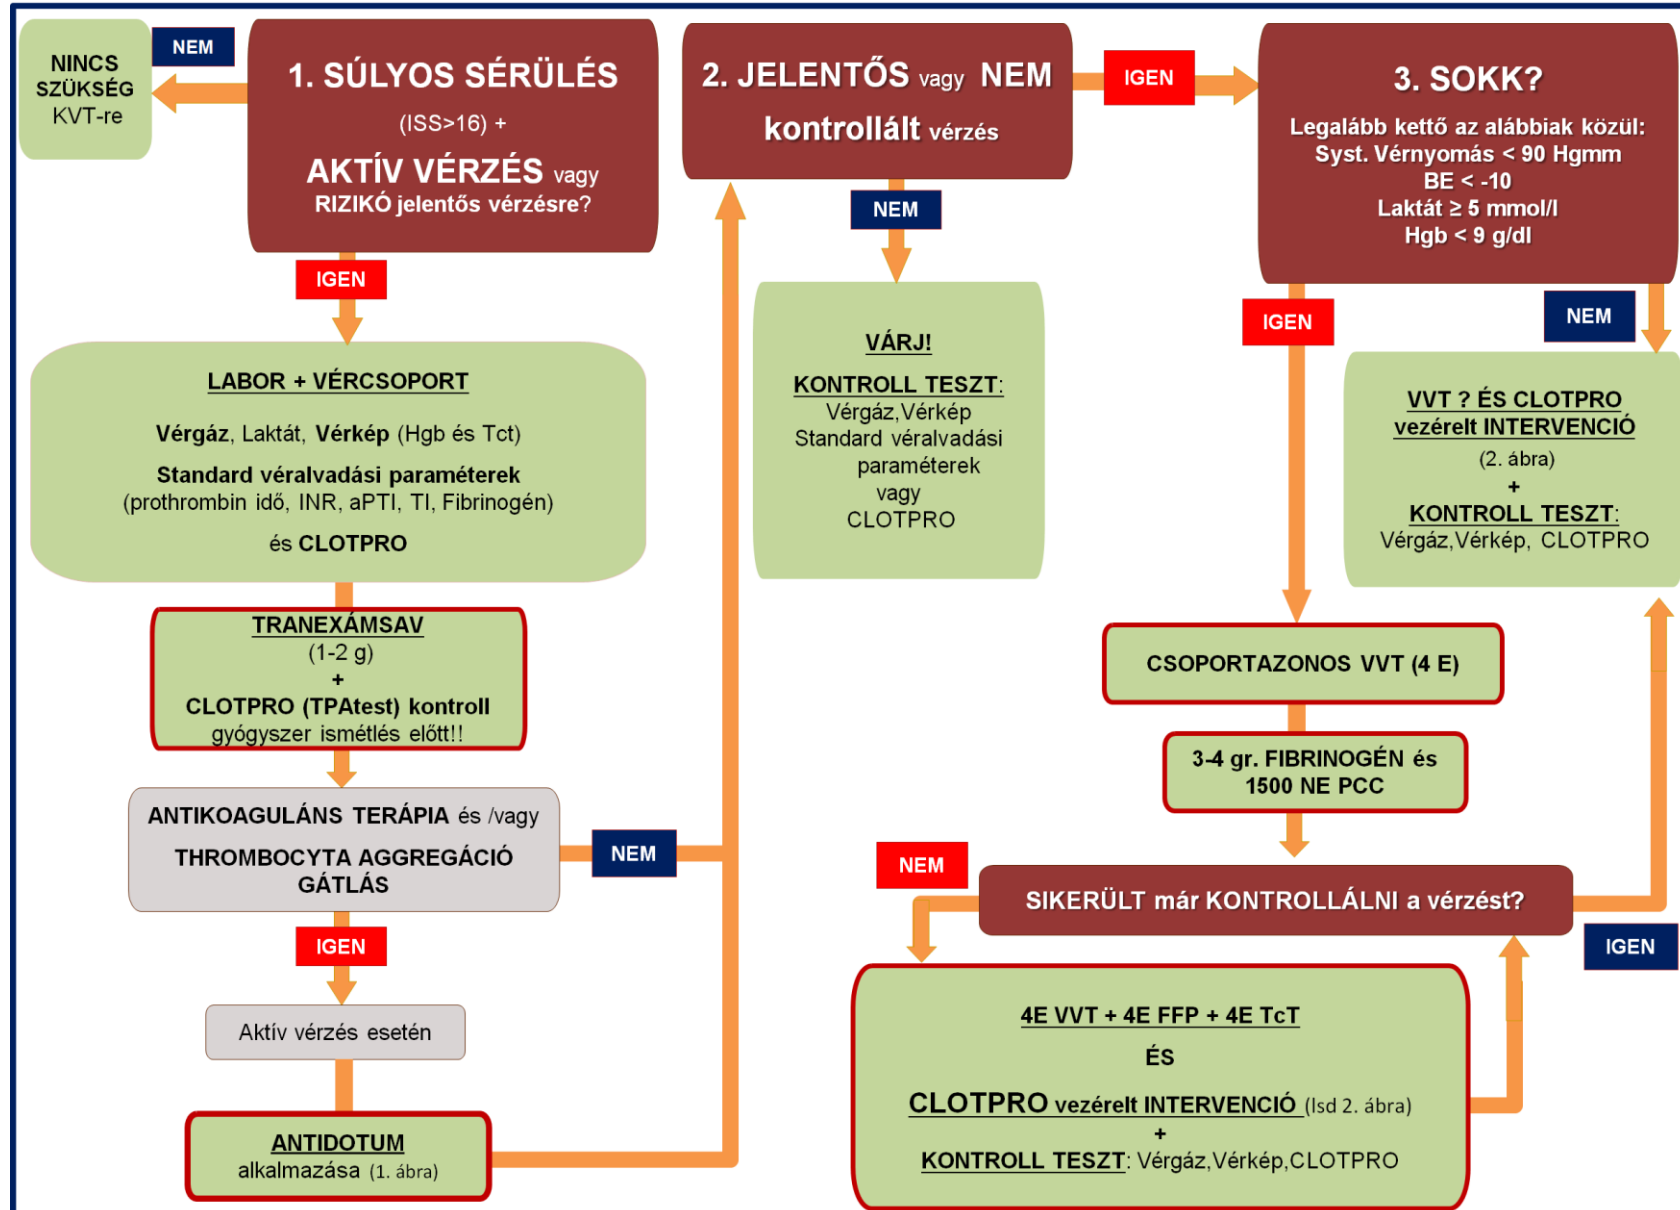 NINCS
SZÜKSÉG
KVT-re
NEM
1. SÚLYOS SÉRÜLÉS
(ISS>16) +
AKTÍV VÉRZÉS vagy
RIZIKÓ jelentős vérzésre?
IGEN
LABOR + VÉRCSOPORT
Vérgáz, Laktát, Vérkép (Hgb és Tct)
Standard véralvadási paraméterek
(prothrombin idő, INR, aPTI, TI, Fibrinogén)
és CLOTPRO
TRANEXÁMSAV
(1-2 g)
+
CLOTPRO (TPAtest) kontroll
gyógyszer ismétlés előtt!!
ANTIKOAGULÁNS TERÁPIA és /vagy
THROMBOCYTA AGGREGÁCIÓ
GÁTLÁS
NEM
IGEN
Aktív vérzés esetén
ANTIDOTUM
alkalmazása (1. ábra)
2. JELENTŐS vagy NEM
kontrollált vérzés
IGEN
NEM
VÁRJ!
KONTROLL TESZT:
Vérgáz,Vérkép
Standard véralvadási
paraméterek
vagy
CLOTPRO
3. SOKK?
Legalább kettő az alábbiak közül:
Syst. Vérnyomás < 90 Hgmm
BE < -10
Laktát ≥ 5 mmol/l
Hgb < 9 g/dl
IGEN
NEM
VVT ? ÉS CLOTPRO
vezérelt INTERVENCIÓ
(2. ábra)
+
KONTROLL TESZT:
Vérgáz,Vérkép, CLOTPRO
CSOPORTAZONOS VVT (4 E)
3-4 gr. FIBRINOGÉN és
1500 NE PCC
NEM
SIKERÜLT már KONTROLLÁLNI a vérzést?
IGEN
4E VVT + 4E FFP + 4E TcT
ÉS
CLOTPRO vezérelt INTERVENCIÓ (lsd 2. ábra)
+
KONTROLL TESZT: Vérgáz,Vérkép,CLOTPRO